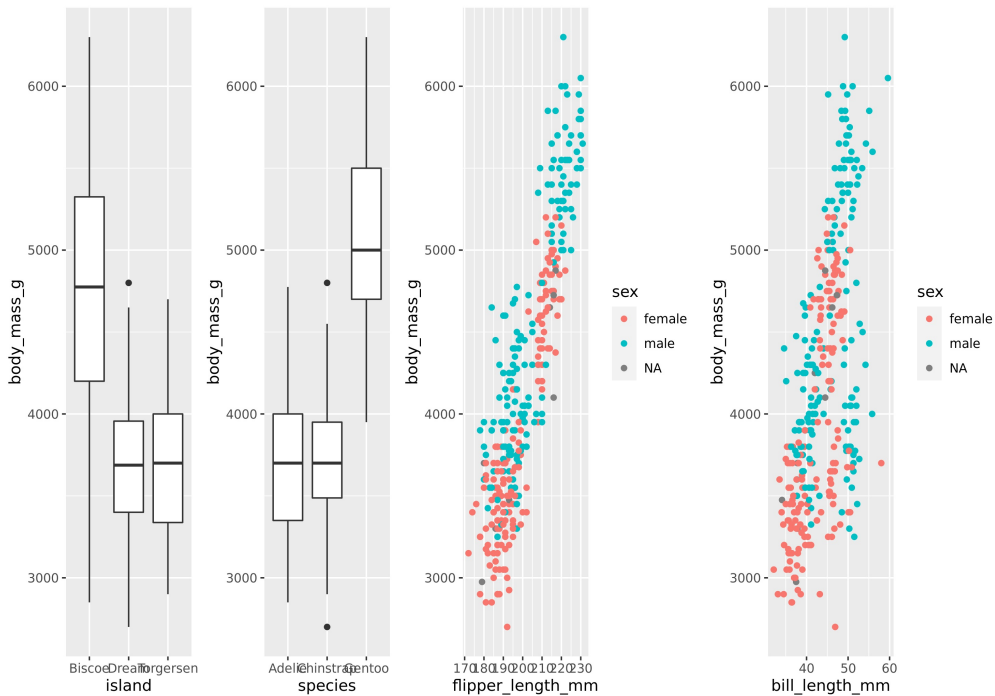 body_mass_g
6000
5000
4000
3000
Biscoe Dream Torgersen
island
body_mass_g
6000
5000
4000
3000
Adelie Chinstrap Gentoo
species
body_mass_g
6000
5000
4000
3000
170 180 190 200 210 220 230
flipper_length_mm
sex
female
male
NA
body_mass_g
6000
5000
4000
3000
40 50 60
bill_length_mm
sex
female
male
NA